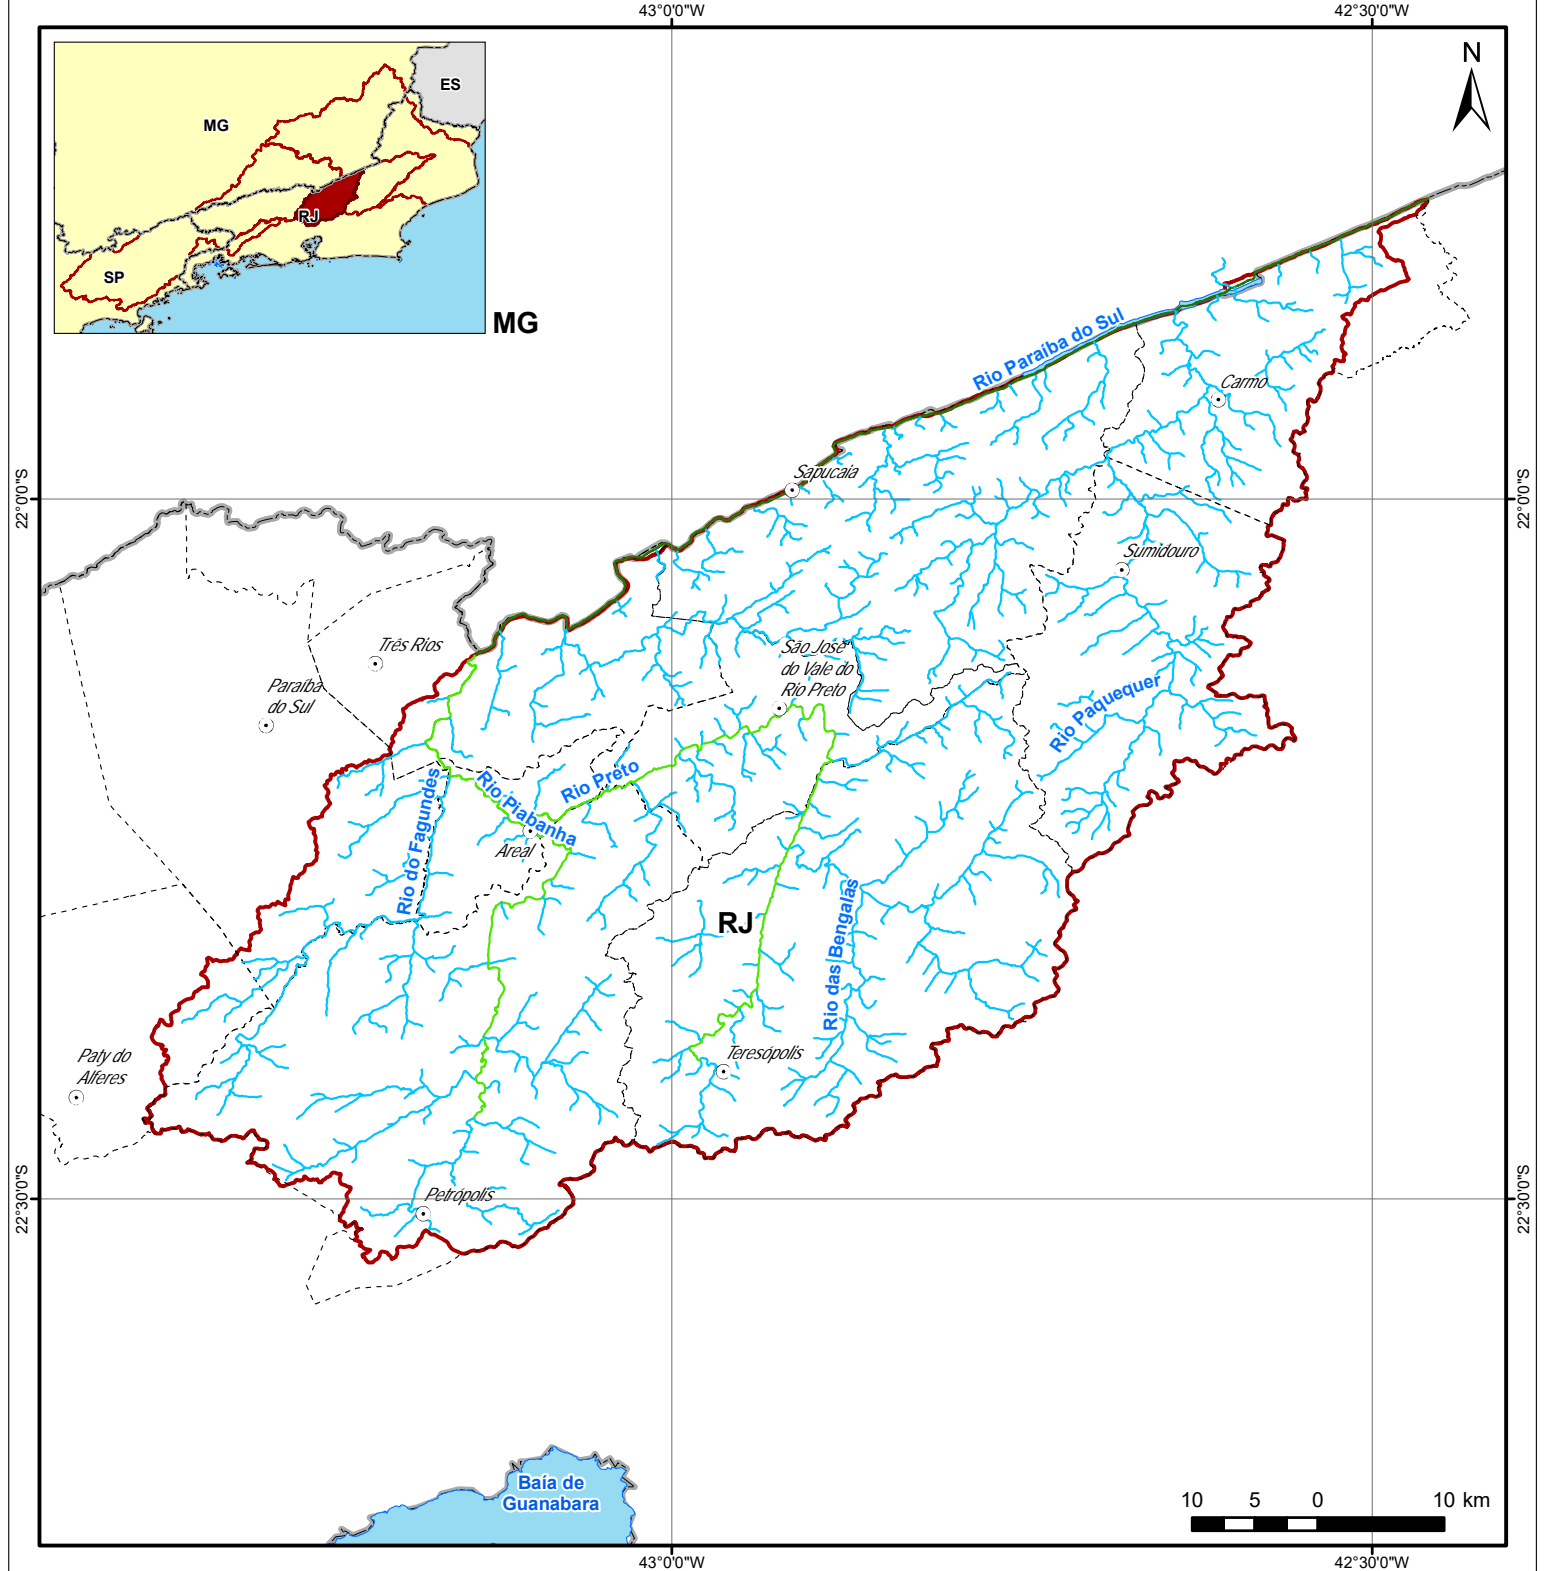 43°0'0"W
42°30'0"W
ES
MG
RJ
SP
N
MG
Rio Paraíba do Sul
Carmo
Sapucaia
22°0'0"S
22°0'0"S
Sumidouro
Três Rios
São José
do Vale do
Rio Preto
Paraíba
do Sul
Rio Paquequer
Rio Preto
Rio Piabanha
Rio do Fagundes
Areal
RJ
Rio das Bengalas
Teresópolis
Paty do
Alferes
Petrópolis
22°30'0"S
22°30'0"S
Baía de
Guanabara
10 5 0 10 km
43°0'0"W
42°30'0"W